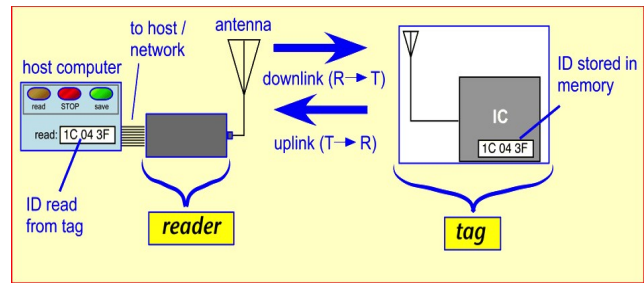 to host /
network
antenna
host computer
read
STOP
save
read:
1C 04 3F
ID read
from tag
reader
downlink (R→T)
uplink (T→R)
ID stored in
memory
IC
1C 04 3F
tag